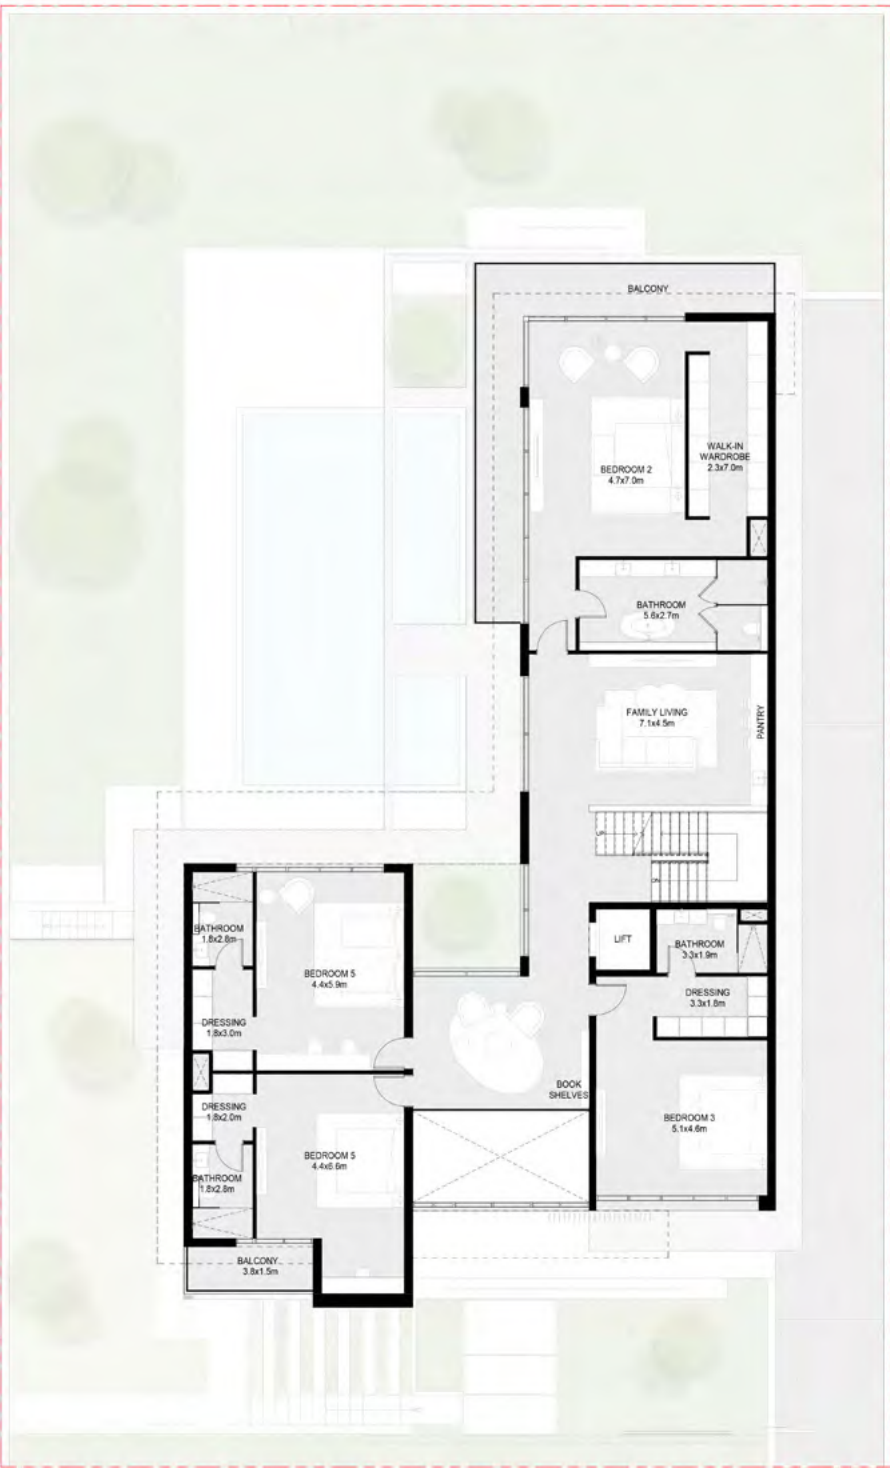 BALCONY
WALK-IN
WARDROBE
2.3x7.0m
BEDROOM 2
4.7x7.0m
BATHROOM
5.6x2.7m
FAMILY LIVING
7.1x4.5m
PANTRY
BATHROOM
1.8x2.8m
LIFT
BATHROOM
3.3x1.9m
BEDROOM 5
4.4x5.9m
DRESSING
3.3x1.8m
DRESSING
1.8x3.0m
BOOK
SHELVES
DRESSING
1.8x2.0m
BEDROOM 3
5.1x4.6m
BEDROOM 5
4.4x6.6m
BATHROOM
1.8x2.8m
BALCONY
3.8x1.5m